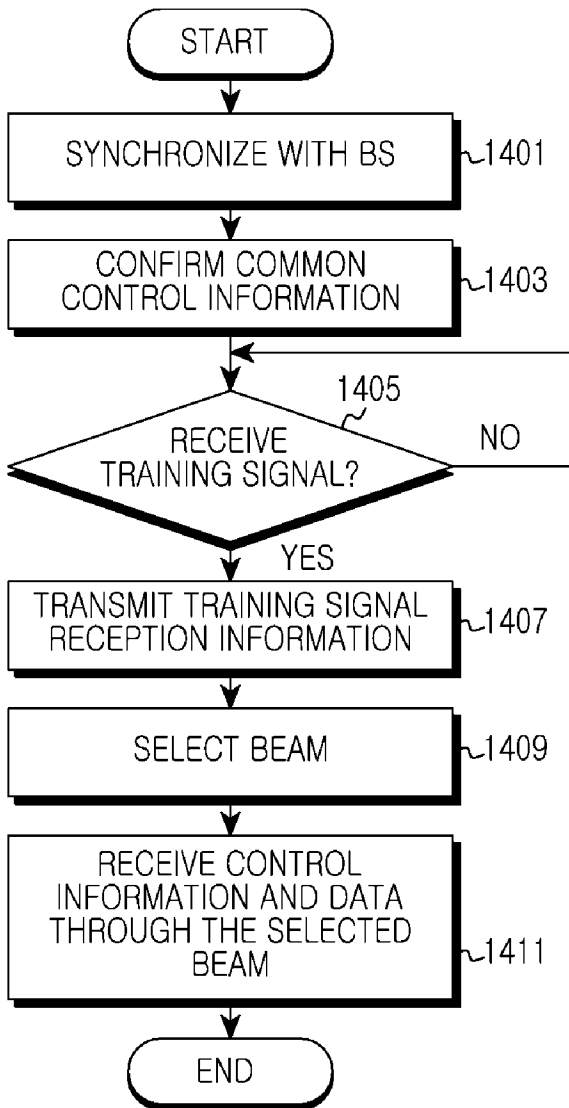 START
SYNCHRONIZE WITH BS
1401
CONFIRM COMMON
CONTROL INFORMATION
1403
1405
RECEIVE
TRAINING SIGNAL?
NO
YES
TRANSMIT TRAINING SIGNAL
RECEPTION INFORMATION
1407
SELECT BEAM
1409
RECEIVE CONTROL
INFORMATION AND DATA
THROUGH THE SELECTED
BEAM
1411
END